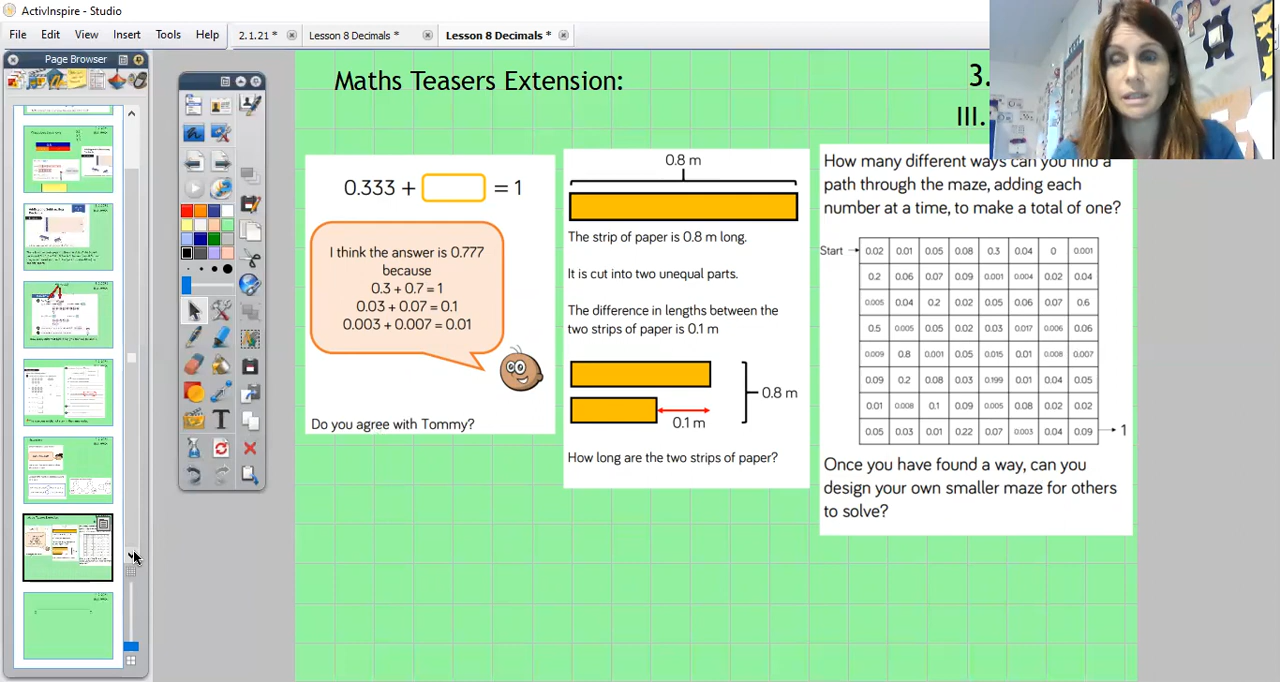 ActivInspire - Studio
File Edit View Insert Tools Help
2.1.21 *
Lesson 8 Decimals *
Lesson 8 Decimals *
Page Browser
Maths Teasers Extension:
3.
III.
0.333 + = 1
I think the answer is 0.777
because
0.3 + 0.7 = 1
0.03 + 0.07 = 0.1
0.003 + 0.007 = 0.01
Do you agree with Tommy?
0.8 m
The strip of paper is 0.8 m long.
It is cut into two unequal parts.
The difference in lengths between the
two strips of paper is 0.1 m
0.8 m
0.1 m
How long are the two strips of paper?
How many different ways can you find a
path through the maze, adding each
number at a time, to make a total of one?
Start 0.02 0.01 0.05 0.08 0.3 0.04 0 0.001
0.2 0.06 0.07 0.09 0.001 0.004 0.02 0.04
0.005 0.04 0.2 0.02 0.05 0.06 0.07 0.6
0.5 0.005 0.05 0.02 0.03 0.017 0.006 0.06
0.009 0.8 0.001 0.05 0.015 0.01 0.008 0.007
0.09 0.2 0.08 0.03 0.199 0.01 0.04 0.05
0.01 0.008 0.1 0.09 0.005 0.08 0.02 0.02
0.05 0.03 0.01 0.22 0.07 0.003 0.04 0.09 1
Once you have found a way, can you
design your own smaller maze for others
to solve?